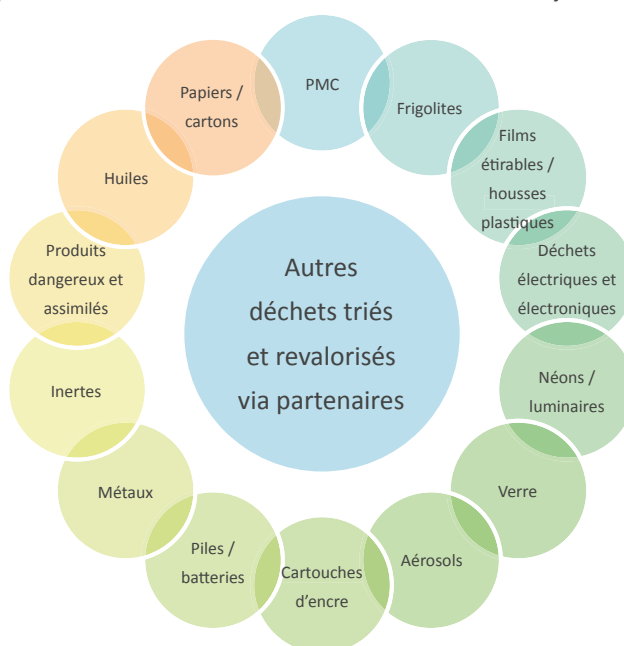 PMC
Frigolites
Films
étirables /
housses
plastiques
Déchets
électriques et
électroniques
Néons /
luminaires
Verre
Aérosols
Cartouches
d’encre
Piles /
batteries
Métaux
Inertes
Produits
dangereux et
assimilés
Huiles
Papiers /
cartons
Autres
déchets triés
et revalorisés
via partenaires